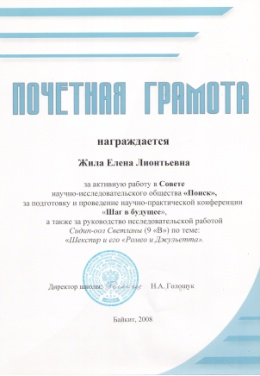 ПОЧЕТНАЯ ГРАМОТА
награждается
Жила Елена Лионтьевна
за активную работу в Совете
научно-исследовательского общества «Поиск»,
за подготовку и проведение научно-практической конференции
«Шаг в будущее»,
а также за руководство исследовательской работой
Сидип-оол Светланы (9 «В») по теме:
«Шекспир и его «Ромео и Джульетта».
Директор школы: Н.А. Головщук
Байкит, 2008